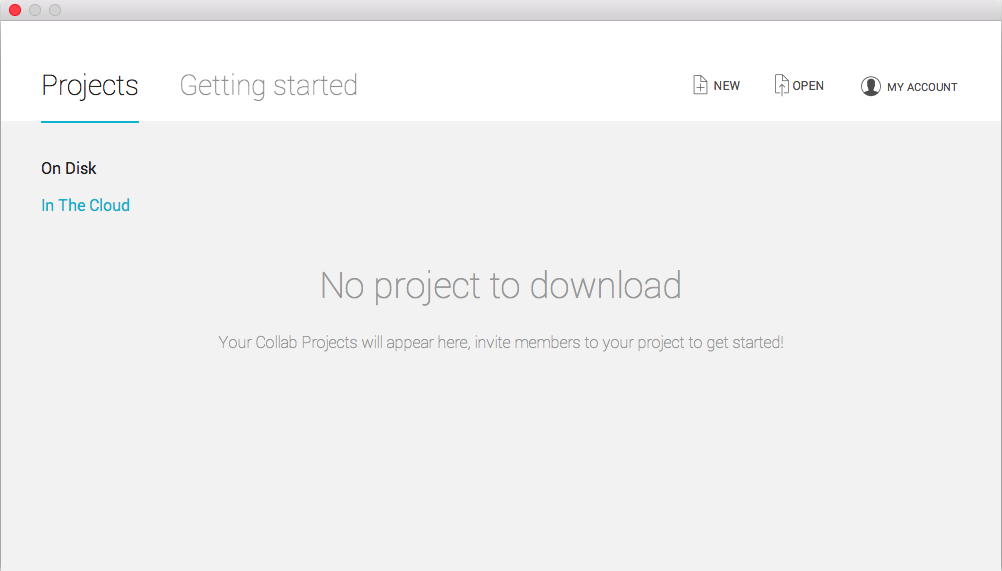 Projects Getting started NEW OPEN MY ACCOUNT
On Disk
In The Cloud
No project to download
Your Collab Projects will appear here, invite members to your project to get started!